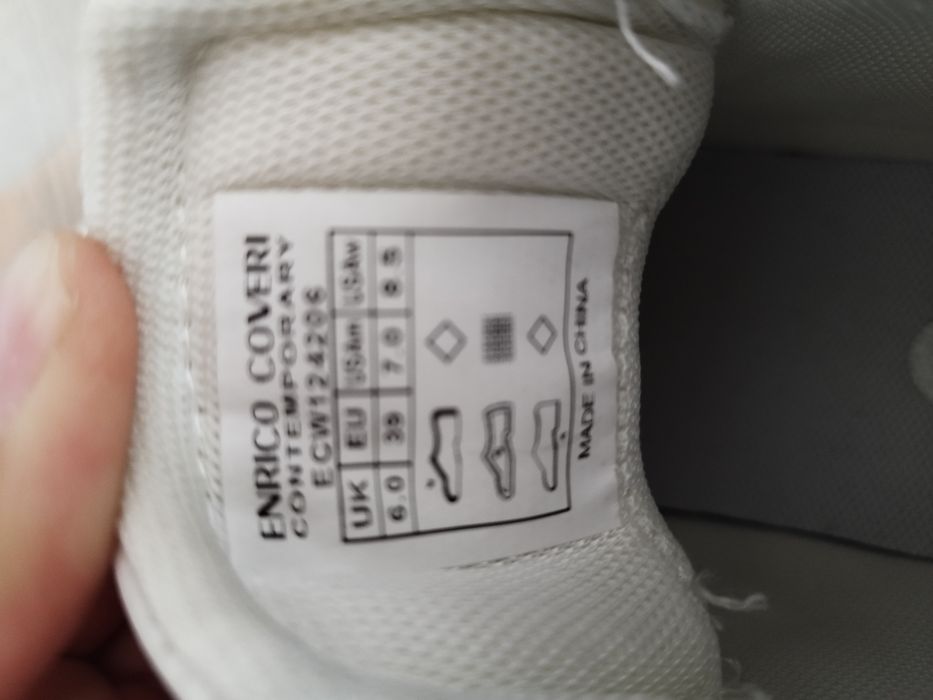 ENRICO COVERI
CONTEMPORARY
ECW124206
UK EU US/m US/w
6.0 39 7.0 8.5
MADE IN CHINA